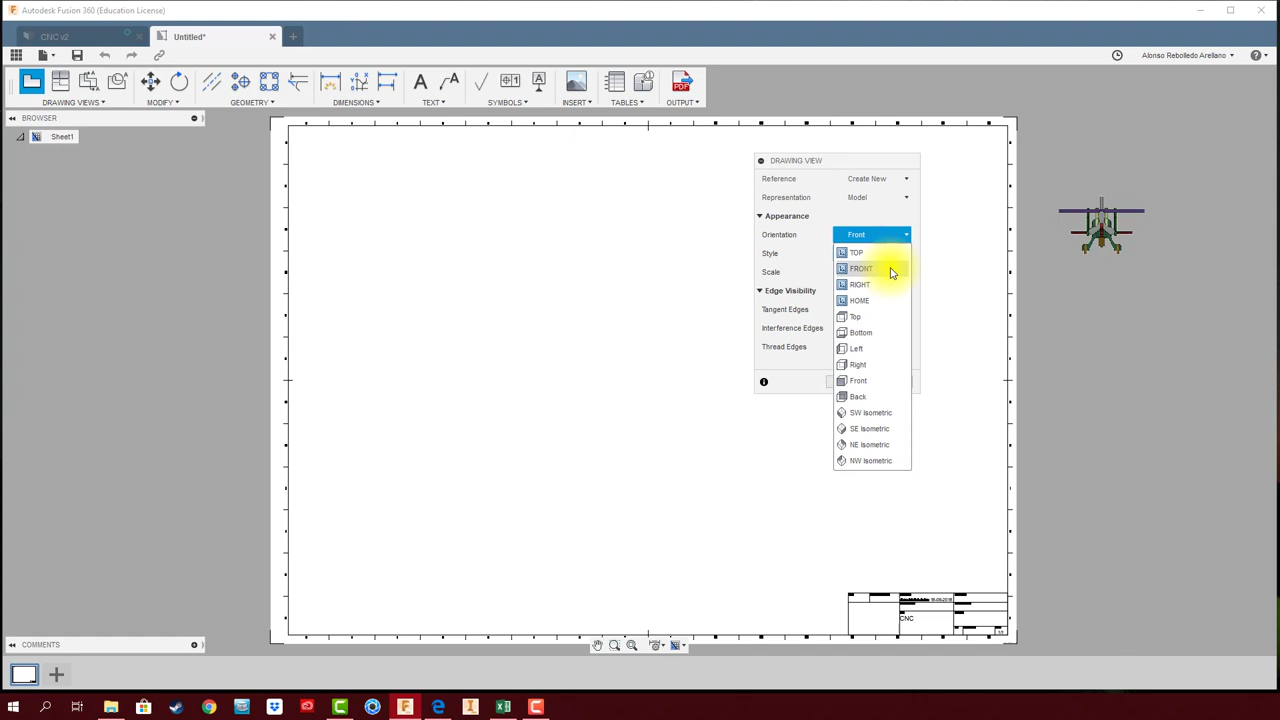 Autodesk Fusion 360 (Education License)
CNC v2
Untitled*
Alonso Rebolledo Arellano
DRAWING VIEWS
MODIFY
GEOMETRY
DIMENSIONS
TEXT
SYMBOLS
INSERT
TABLES
OUTPUT
PDF
BROWSER
Sheet1
DRAWING VIEW
Reference Create New
Representation Model
Appearance
Orientation Front
Style
Scale
Edge Visibility
Tangent Edges
Interference Edges
Thread Edges
TOP
FRONT
RIGHT
HOME
Top
Bottom
Left
Right
Front
Back
SW Isometric
SE Isometric
NE Isometric
NW Isometric
CNC
COMMENTS